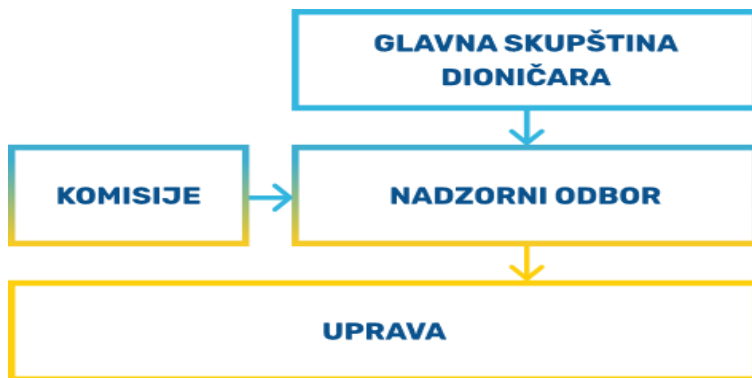 GLAVNA SKUPŠTINA
DIONIČARA
KOMISIJE
NADZORNI ODBOR
UPRAVA